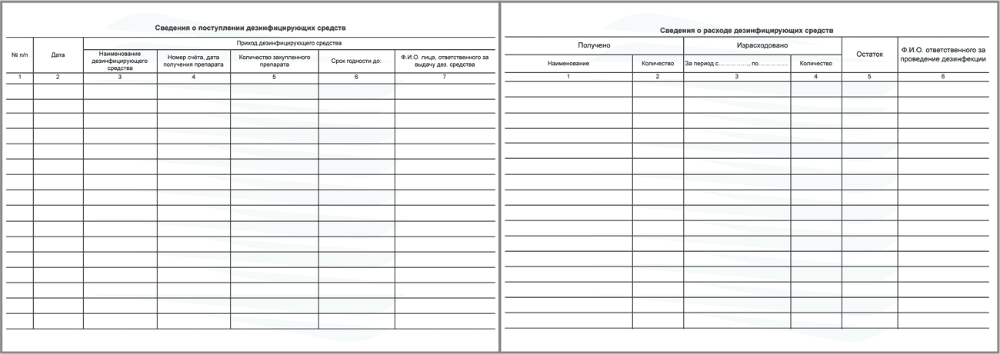 Сведения о поступлении дезинфицирующих средств
№ п/п
Дата
Приход дезинфицирующего средства
Наименование
дезинфицирующего
средства
Номер счёта, дата
получения препарата
Количество закупленного
препарата
Срок годности до:
Ф.И.О. лица, ответственного за
выдачу дез. средства
1 2 3 4 5 6 7
Сведения о расходе дезинфицирующих средств
Получено
Израсходовано
Остаток
Ф.И.О. ответственного за
проведение дезинфекции
Наименование
Количество
За период с……………, по……………
Количество
1 2 3 4 5 6